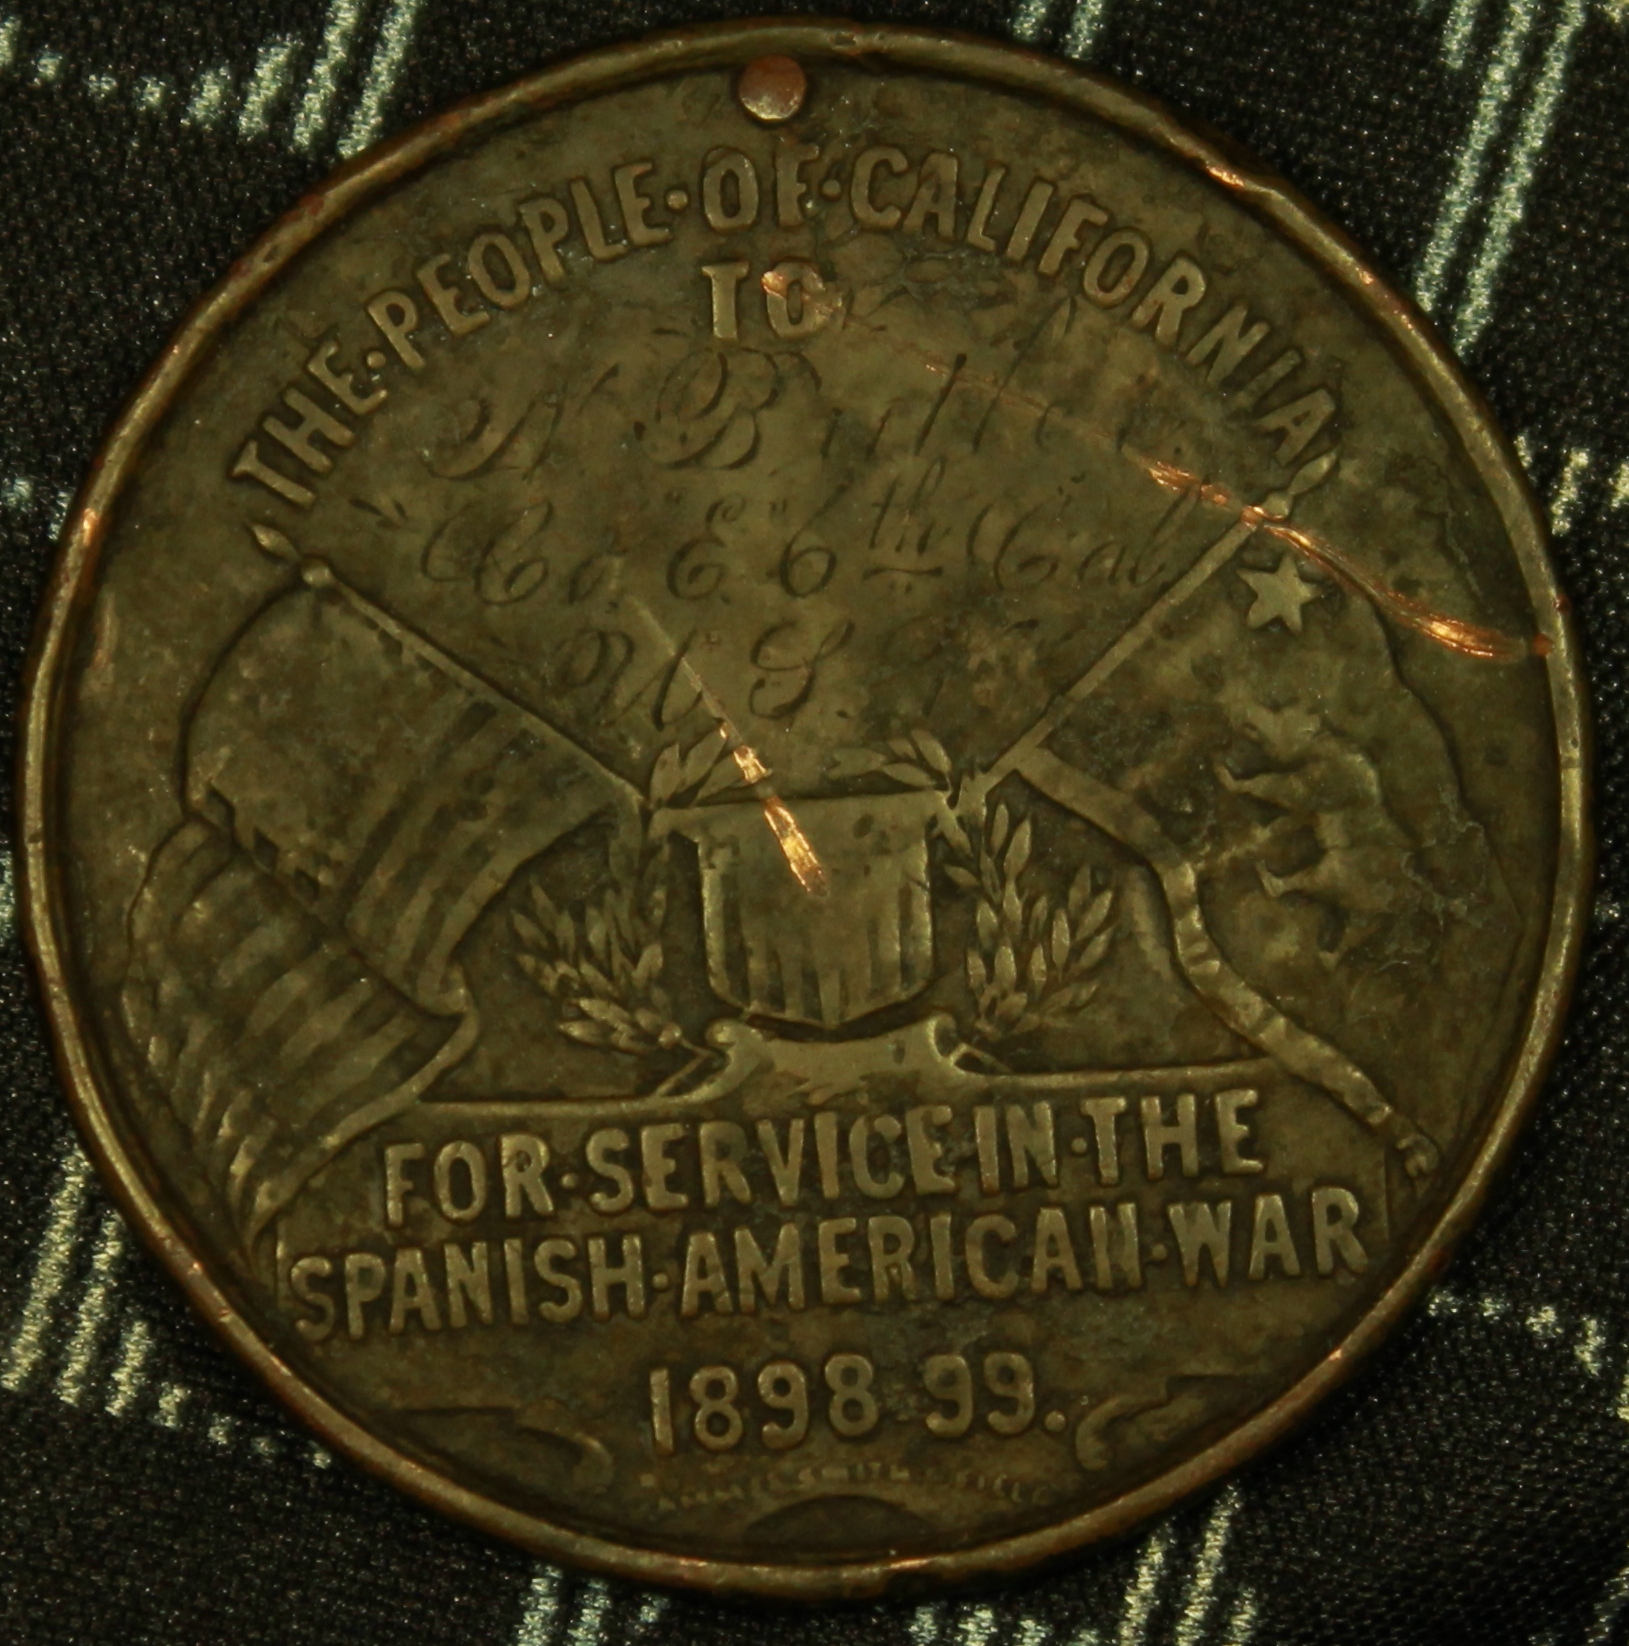 THE·PEOPLE·OF·CALIFORNIA
TO
Co. E. 6th Cal
U S
FOR·SERVICE·IN·THE
SPANISH·AMERICAN·WAR
1898 99.